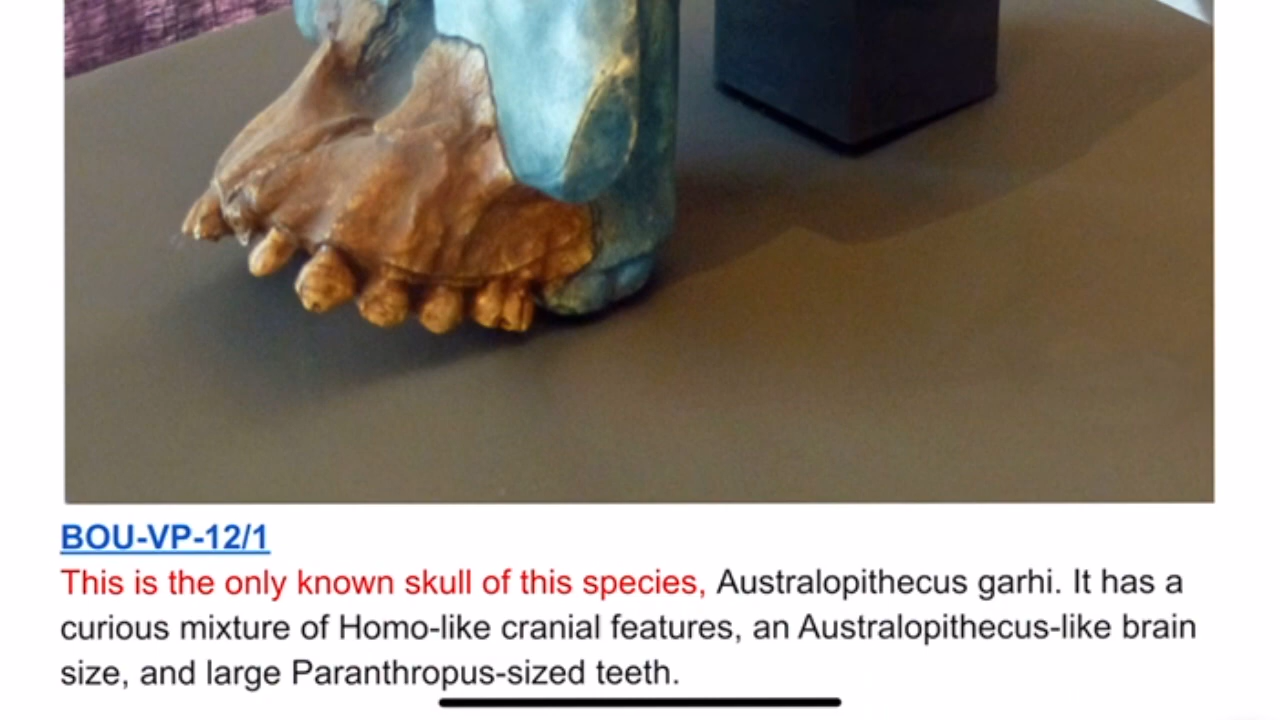 BOU-VP-12/1
This is the only known skull of this species, Australopithecus garhi. It has a
curious mixture of Homo-like cranial features, an Australopithecus-like brain
size, and large Paranthropus-sized teeth.